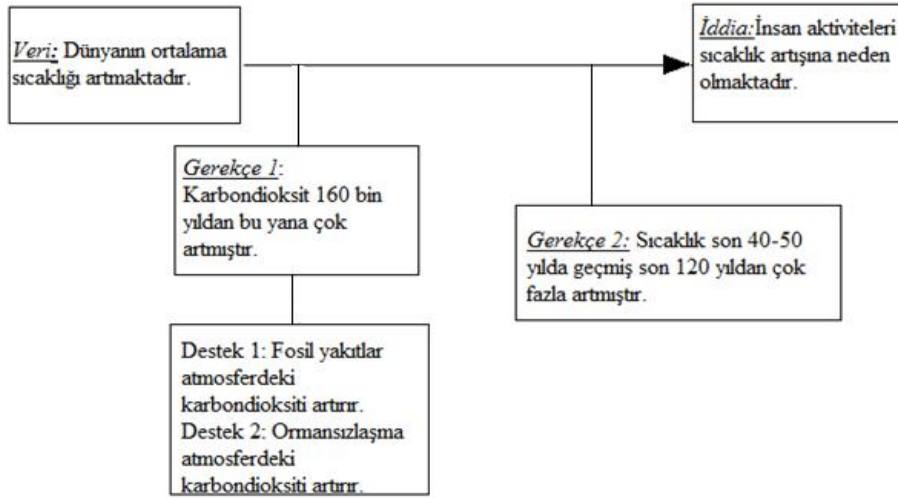 Veri: Dünyanın ortalama
sıcaklığı artmaktadır.
İddia:İnsan aktiviteleri
sıcaklık artışına neden
olmaktadır.
Gerekçe 1:
Karbondioksit 160 bin
yıldan bu yana çok
artmıştır.
Gerekçe 2: Sıcaklık son 40-50
yılda geçmiş son 120 yıldan çok
fazla artmıştır.
Destek 1: Fosil yakıtlar
atmosferdeki
karbondioksiti artırır.
Destek 2: Ormansızlaşma
atmosferdeki
karbondioksiti artırır.